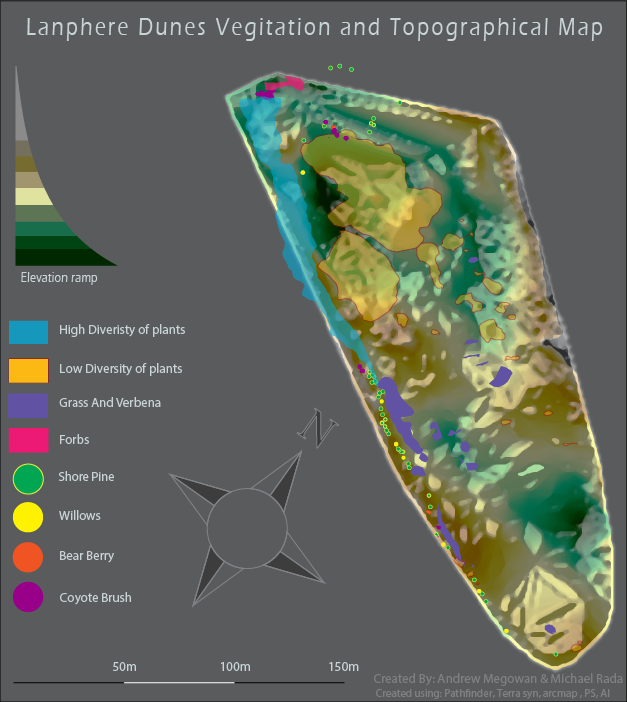 Lanphere Dunes Vegitation and Topographical Map
Elevation ramp
High Diveristy of plants
Low Diversity of plants
Grass And Verbena
Forbs
Shore Pine
Willows
Bear Berry
Coyote Brush
N
50m 100m 150m
Created By: Andrew Megowan & Michael Rada
Created using: Pathfinder, Terra syn, arcmap , PS, AI